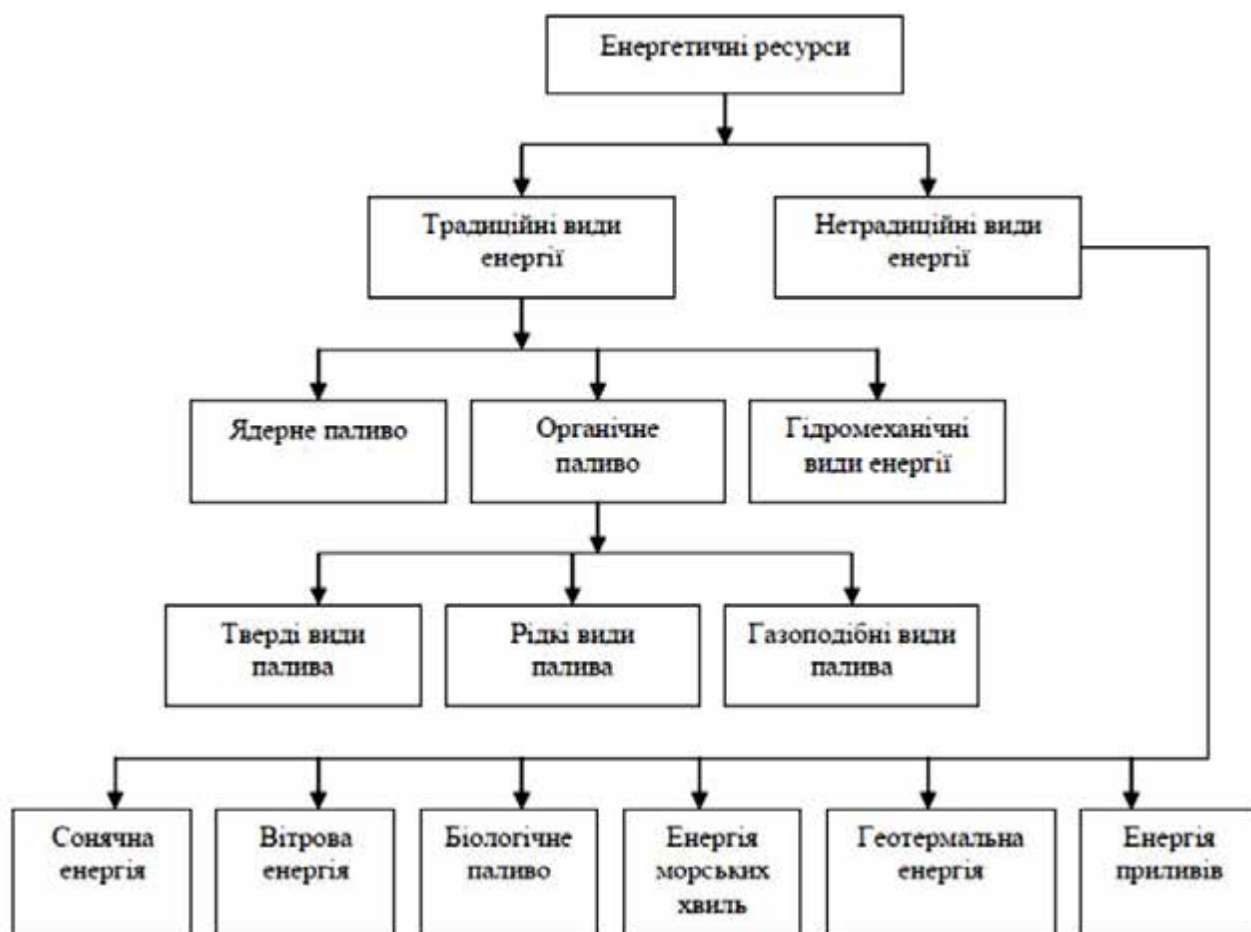 Енергетичні ресурси
Традиційні види
енергії
Нетрадиційні види
енергії
Ядерне паливо
Органічне
паливо
Гідромеханічні
види енергії
Тверді види
палива
Рідкі види
палива
Газоподібні види
палива
Сонячна
енергія
Вітрова
енергія
Біологічне
паливо
Енергія
морських
хвиль
Геотермальна
енергія
Енергія
приливів